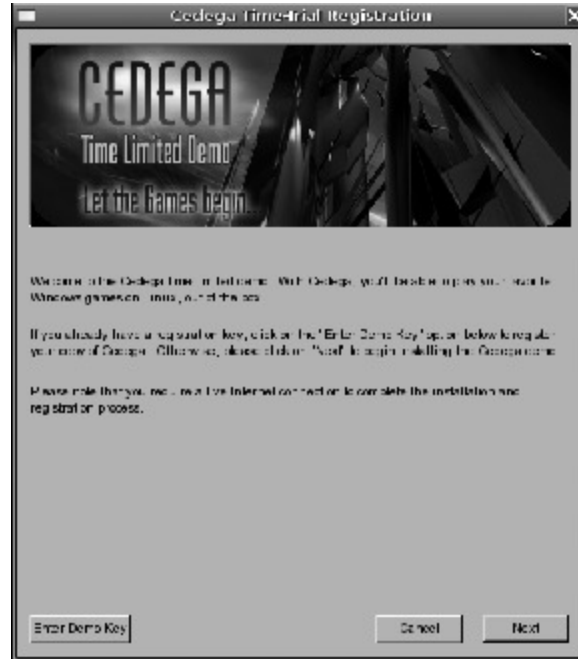 Cedega Time-Trial Registration
CEDEGA
Time Limited Demo
Let the Games begin...
Welcome to the Cedega time limited demo. With Cedega, you'll be able to play your favorite
Windows games on Linux, out of the box.
If you already have a registration key, click on the "Enter Demo Key" option below to register
your copy of Cedega. Otherwise, please click on "Next" to begin installing the Cedega demo
Please note that you require a live Internet connection to complete the installation and
registration process.
Enter Demo Key
Cancel
Next